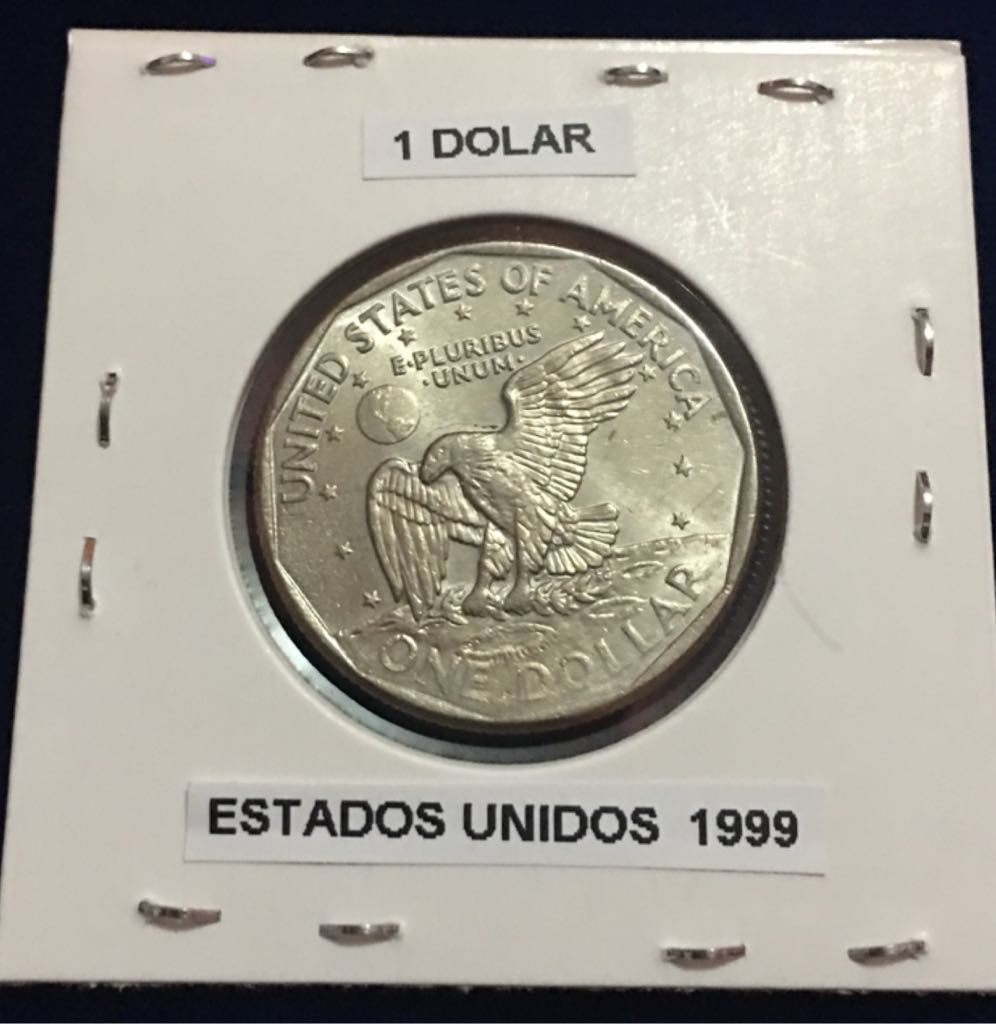 1 DOLAR
UNITED STATES OF AMERICA
E·PLURIBUS
·UNUM·
ONE DOLLAR
ESTADOS UNIDOS 1999